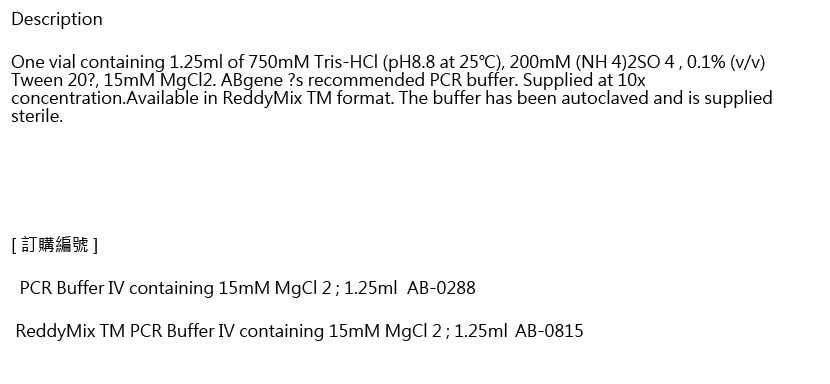 Description
One vial containing 1.25ml of 750mM Tris-HCl (pH8.8 at 25℃), 200mM (NH 4)2SO 4 , 0.1% (v/v)
Tween 20?, 15mM MgCl2. ABgene ?s recommended PCR buffer. Supplied at 10x
concentration.Available in ReddyMix TM format. The buffer has been autoclaved and is supplied
sterile.
[ 訂購編號 ]
PCR Buffer IV containing 15mM MgCl 2 ; 1.25ml  AB-0288
ReddyMix TM PCR Buffer IV containing 15mM MgCl 2 ; 1.25ml  AB-0815